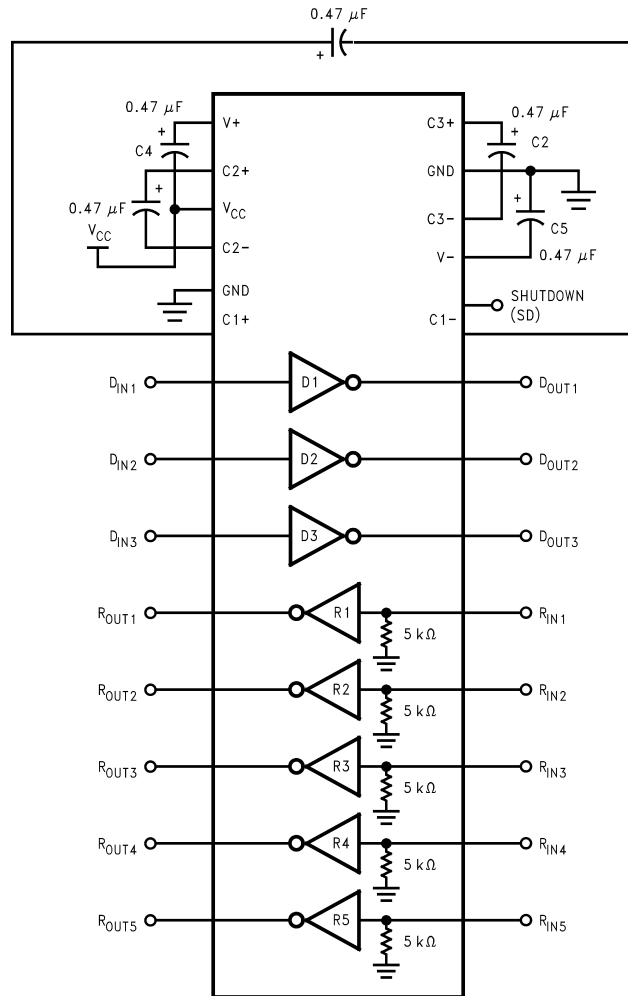 0.47 μF
+
0.47 μF
+
C4
V+
C3+
+
0.47 μF
C2
C2+
GND
+
0.47 μF
VCC
VCC
+
C5
C3-
C2-
V-
0.47 μF
GND
SHUTDOWN
(SD)
C1+
C1-
DIN1
D1
DOUT1
DIN2
D2
DOUT2
DIN3
D3
DOUT3
ROUT1
R1
5 kΩ
RIN1
ROUT2
R2
5 kΩ
RIN2
ROUT3
R3
5 kΩ
RIN3
ROUT4
R4
5 kΩ
RIN4
ROUT5
R5
5 kΩ
RIN5